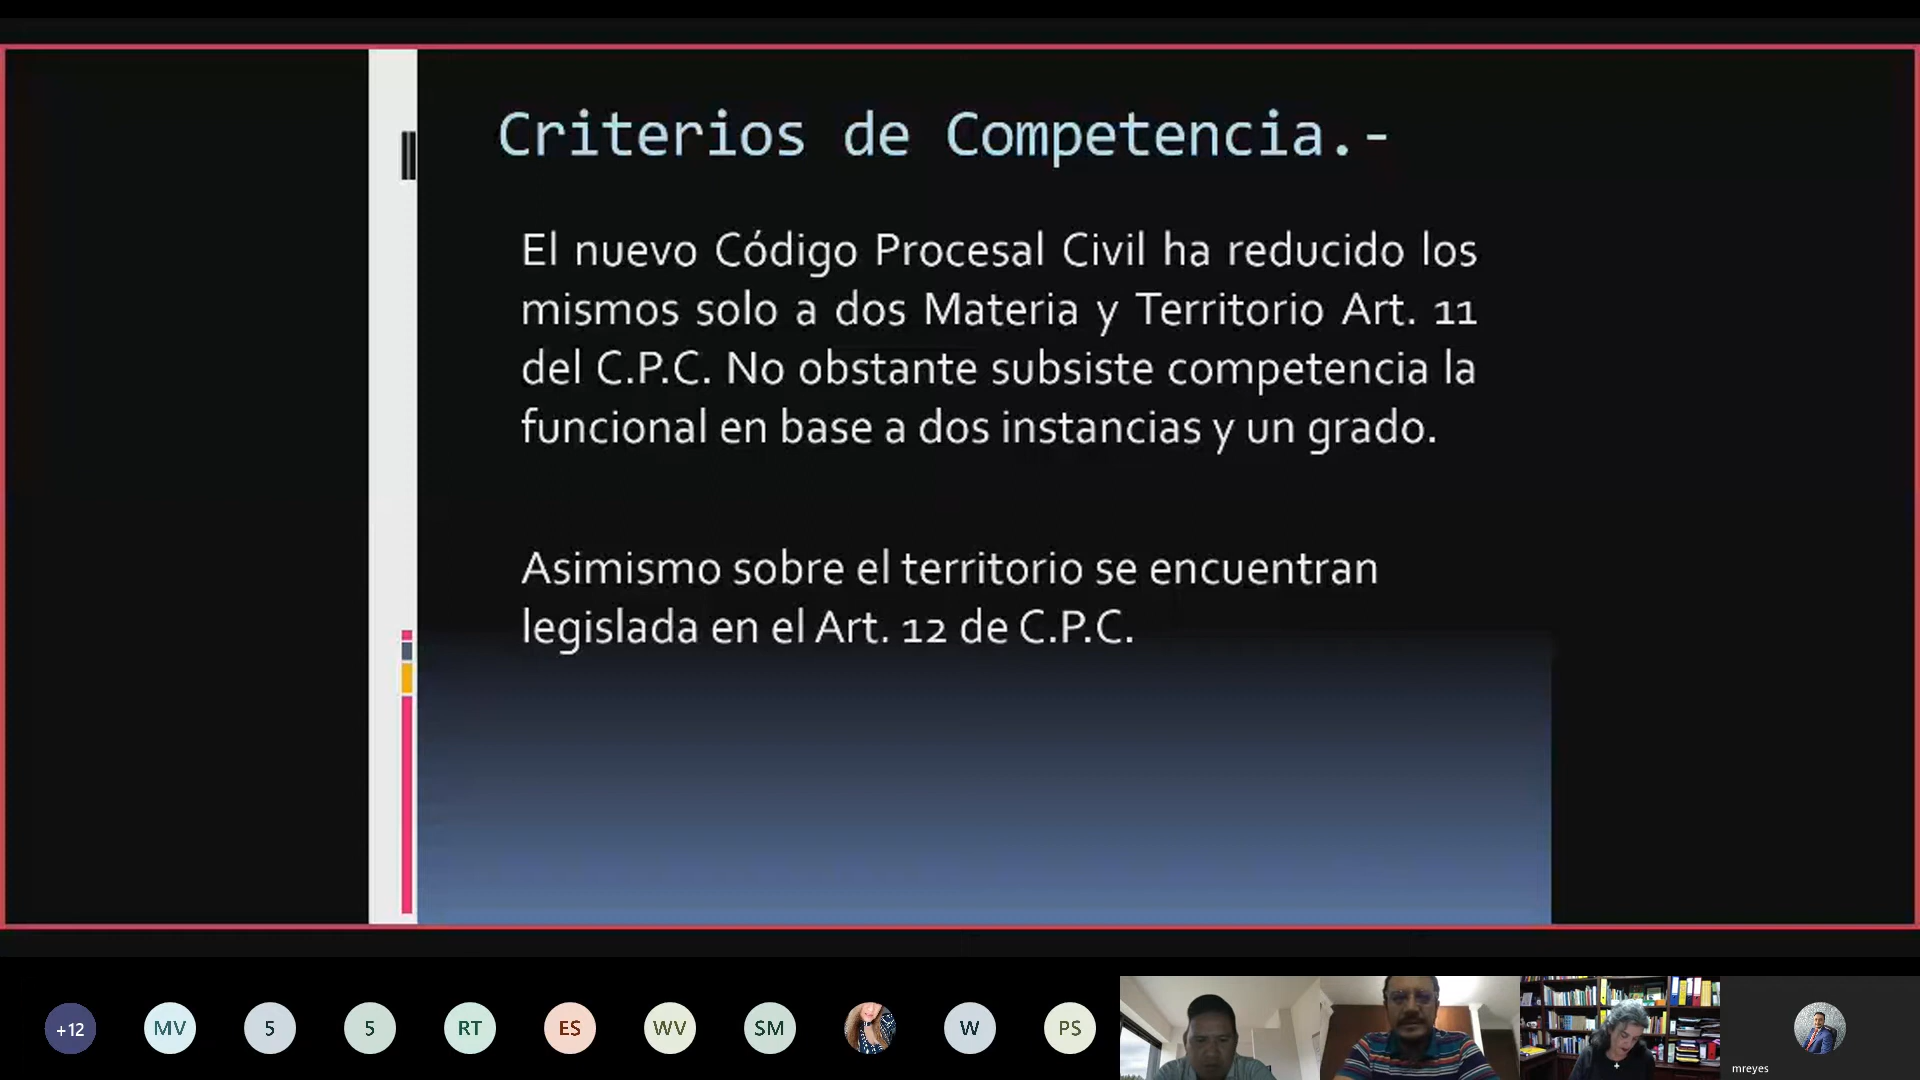 Criterios de Competencia.-
El nuevo Código Procesal Civil ha reducido los
mismos solo a dos Materia y Territorio Art. 11
del C.P.C. No obstante subsiste competencia la
funcional en base a dos instancias y un grado.
Asimismo sobre el territorio se encuentran
legislada en el Art. 12 de C.P.C.
+12
MV
5
5
RT
ES
WV
SM
W
PS
mreyes